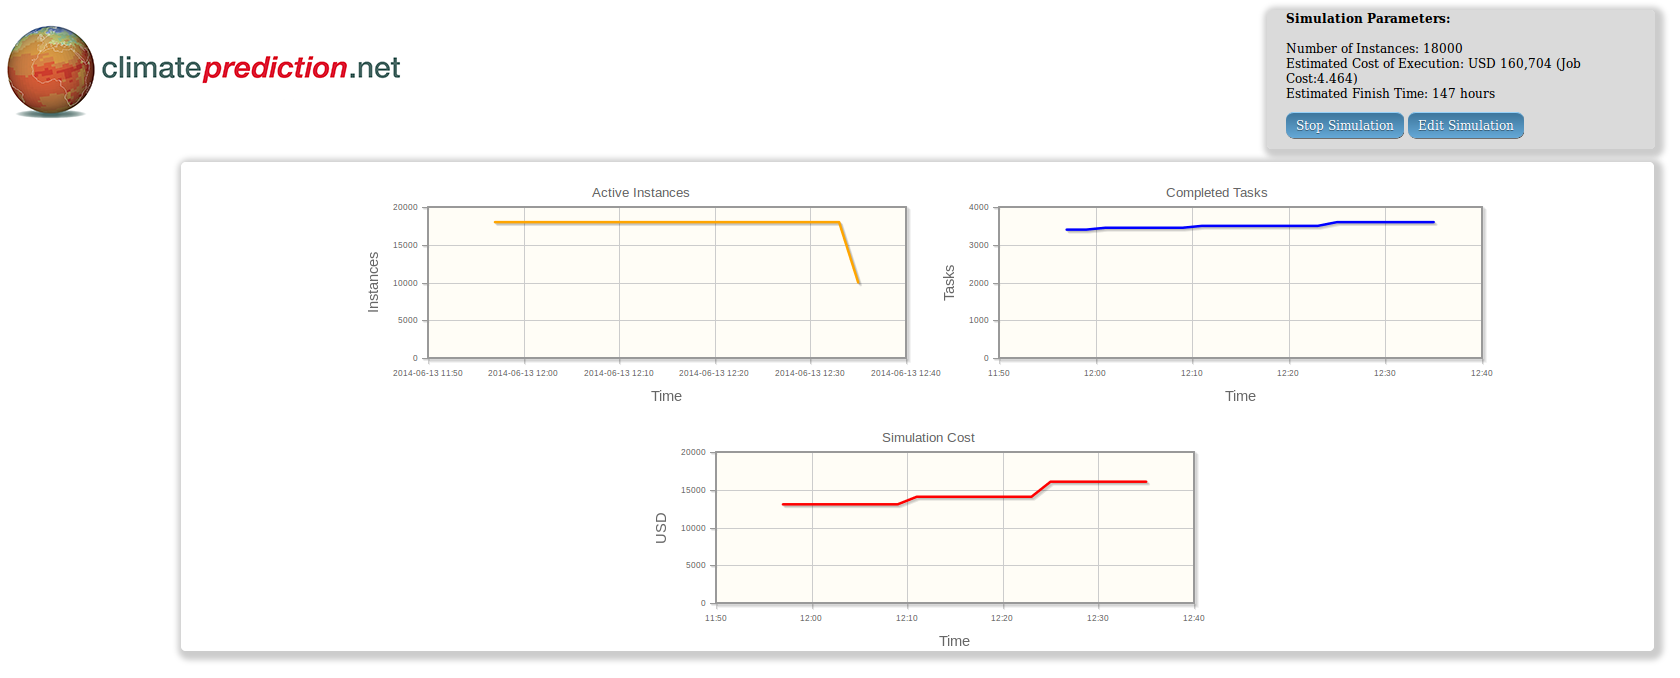 climateprediction.net
Simulation Parameters:
Number of Instances: 18000
Estimated Cost of Execution: USD 160,704 (Job
Cost:4.464)
Estimated Finish Time: 147 hours
Stop Simulation Edit Simulation
Active Instances
20000
15000
10000
5000
0
Instances
2014-06-13 11:50 2014-06-13 12:00 2014-06-13 12:10 2014-06-13 12:20 2014-06-13 12:30 2014-06-13 12:40
Time
Completed Tasks
4000
3000
2000
1000
0
Tasks
11:50 12:00 12:10 12:20 12:30 12:40
Time
Simulation Cost
20000
15000
10000
5000
0
USD
11:50 12:00 12:10 12:20 12:30 12:40
Time